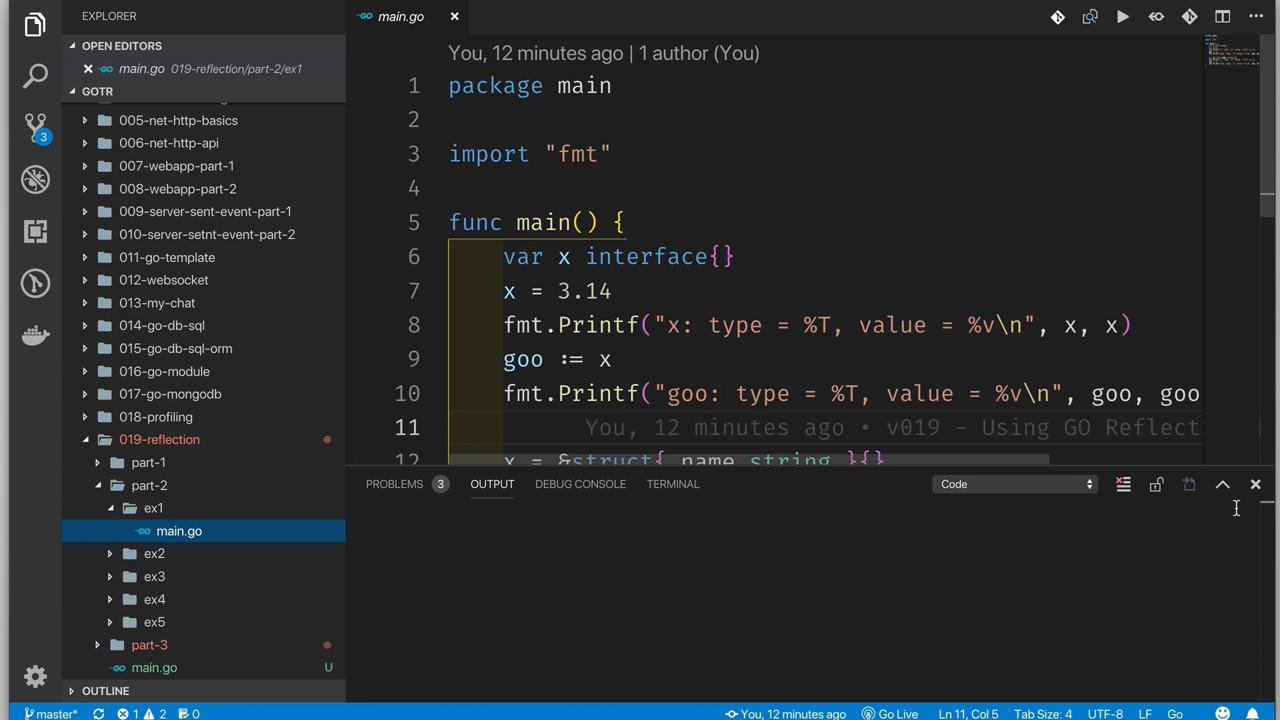 EXPLORER
OPEN EDITORS
main.go 019-reflection/part-2/ex1
GOTR
005-net-http-basics
006-net-http-api
007-webapp-part-1
008-webapp-part-2
009-server-sent-event-part-1
010-server-setnt-event-part-2
011-go-template
012-websocket
013-my-chat
014-go-db-sql
015-go-db-sql-orm
016-go-module
017-go-mongodb
018-profiling
019-reflection
part-1
part-2
ex1
main.go
ex2
ex3
ex4
ex5
part-3
main.go U
OUTLINE
3
main.go
You, 12 minutes ago | 1 author (You)
1 package main
2
3 import "fmt"
4
5 func main() {
6 var x interface{}
7 x = 3.14
8 fmt.Printf("x: type = %T, value = %v\n", x, x)
9 goo := x
10 fmt.Printf("goo: type = %T, value = %v\n", goo, goo
11 You, 12 minutes ago • v019 - Using GO Reflect
12 x = &struct{ name string }{}
PROBLEMS 3 OUTPUT DEBUG CONSOLE TERMINAL Code
master* 1 2 0 You, 12 minutes ago Go Live Ln 11, Col 5 Tab Size: 4 UTF-8 LF Go